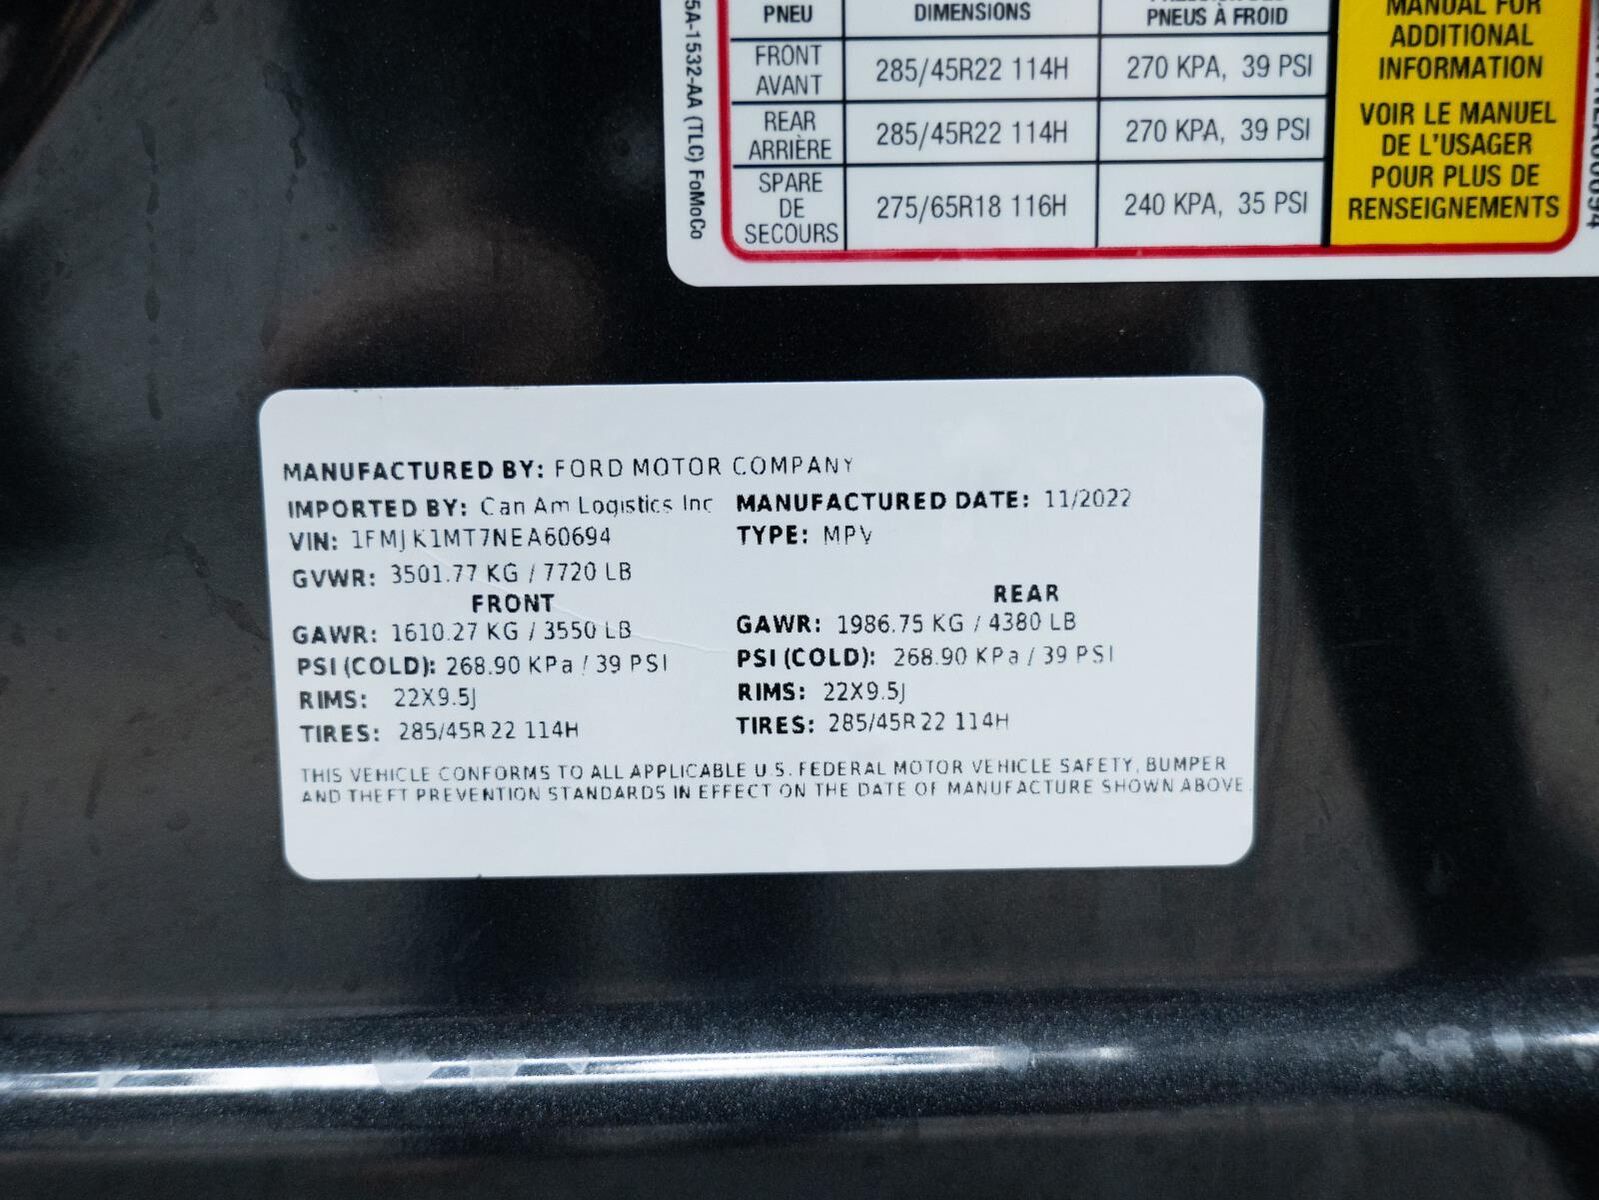 PNEU DIMENSIONS PNEUS À FROID
FRONT AVANT 285/45R22 114H 270 KPA, 39 PSI
REAR ARRIÈRE 285/45R22 114H 270 KPA, 39 PSI
SPARE DE SECOURS 275/65R18 116H 240 KPA, 35 PSI
MANUAL FOR
ADDITIONAL
INFORMATION
VOIR LE MANUEL
DE L'USAGER
POUR PLUS DE
RENSEIGNEMENTS
5A-1532-AA (TLC) FoMoCo
MANUFACTURED BY: FORD MOTOR COMPANY
IMPORTED BY: Can Am Logistics Inc MANUFACTURED DATE: 11/2022
VIN: 1FMJK1MT7NEA60694 TYPE: MPV
GVWR: 3501.77 KG / 7720 LB
FRONT REAR
GAWR: 1610.27 KG / 3550 LB GAWR: 1986.75 KG / 4380 LB
PSI (COLD): 268.90 KPa / 39 PSI PSI (COLD): 268.90 KPa / 39 PSI
RIMS: 22X9.5J RIMS: 22X9.5J
TIRES: 285/45R22 114H TIRES: 285/45R22 114H
THIS VEHICLE CONFORMS TO ALL APPLICABLE U.S. FEDERAL MOTOR VEHICLE SAFETY, BUMPER
AND THEFT PREVENTION STANDARDS IN EFFECT ON THE DATE OF MANUFACTURE SHOWN ABOVE.